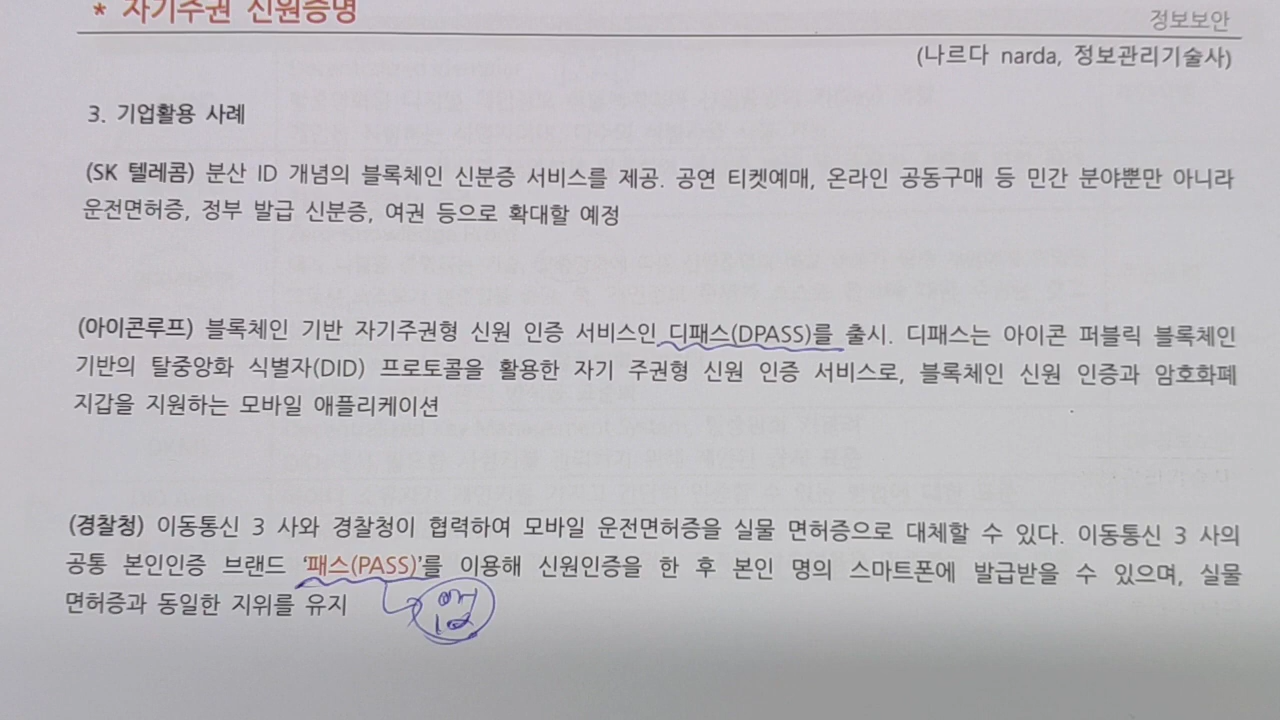 * 자기주권 신원증명
정보보안
(나르다 narda, 정보관리기술사)
3. 기업활용 사례
(SK 텔레콤) 분산 ID 개념의 블록체인 신분증 서비스를 제공. 공연 티켓예매, 온라인 공동구매 등 민간 분야뿐만 아니라
운전면허증, 정부 발급 신분증, 여권 등으로 확대할 예정
(아이콘루프) 블록체인 기반 자기주권형 신원 인증 서비스인 디패스(DPASS)를 출시. 디패스는 아이콘 퍼블릭 블록체인
기반의 탈중앙화 식별자(DID) 프로토콜을 활용한 자기 주권형 신원 인증 서비스로, 블록체인 신원 인증과 암호화폐
지갑을 지원하는 모바일 애플리케이션
(경찰청) 이동통신 3 사와 경찰청이 협력하여 모바일 운전면허증을 실물 면허증으로 대체할 수 있다. 이동통신 3 사의
공통 본인인증 브랜드 '패스(PASS)'를 이용해 신원인증을 한 후 본인 명의 스마트폰에 발급받을 수 있으며, 실물
면허증과 동일한 지위를 유지